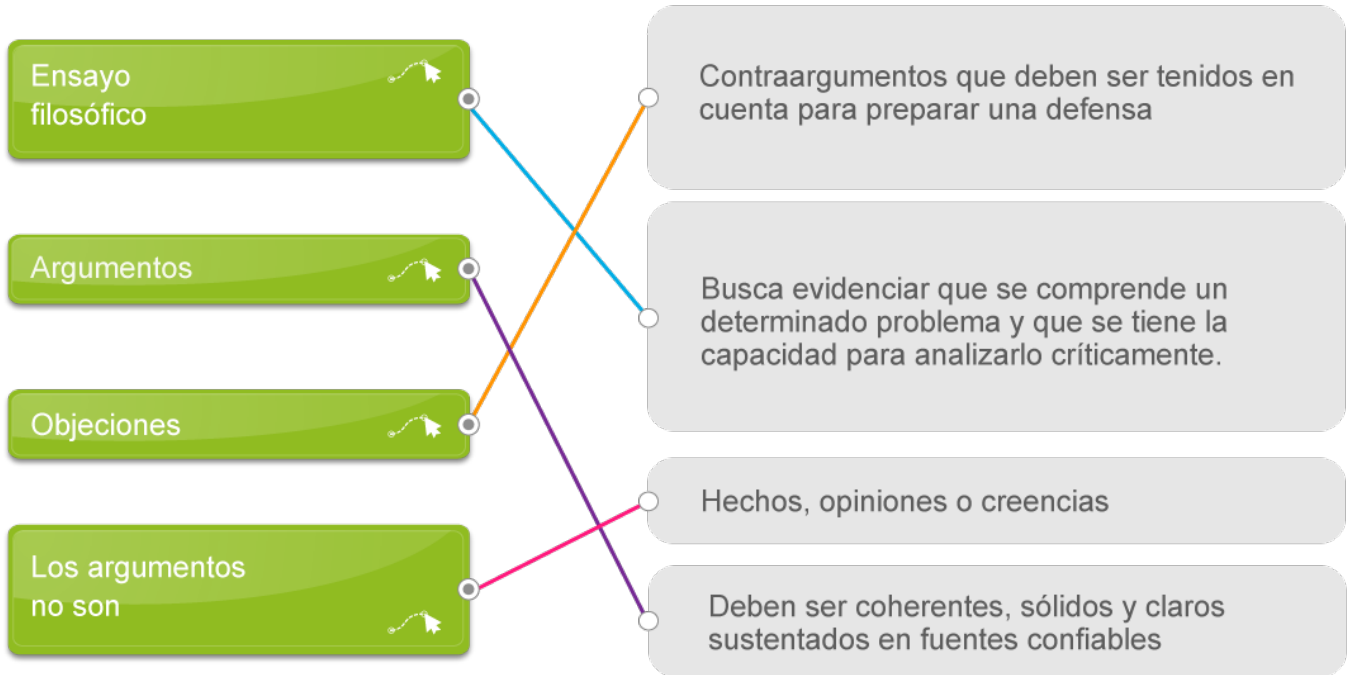 Ensayo
filosófico
Argumentos
Objeciones
Los argumentos
no son
Contraargumentos que deben ser tenidos en
cuenta para preparar una defensa
Busca evidenciar que se comprende un
determinado problema y que se tiene la
capacidad para analizarlo críticamente.
Hechos, opiniones o creencias
Deben ser coherentes, sólidos y claros
sustentados en fuentes confiables